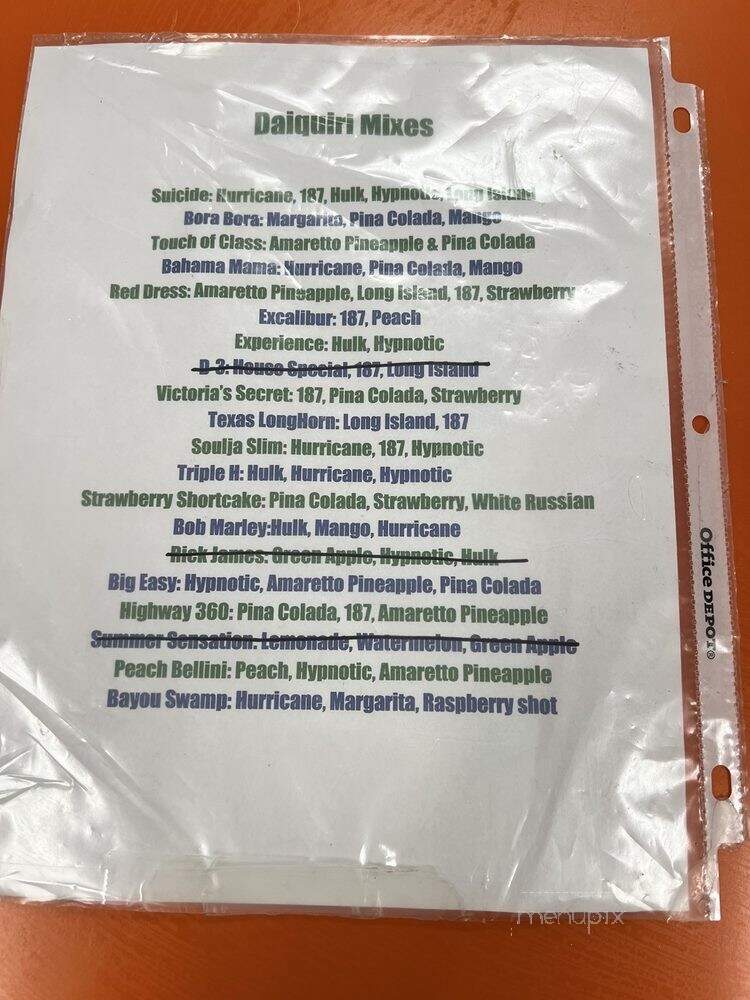 Daiquiri Mixes
Suicide: Hurricane, 187, Hulk, Hypnotic, Long Island
Bora Bora: Margarita, Pina Colada, Mango
Touch of Class: Amaretto Pineapple & Pina Colada
Bahama Mama: Hurricane, Pina Colada, Mango
Red Dress: Amaretto Pineapple, Long Island, 187, Strawberry
Excalibur: 187, Peach
Experience: Hulk, Hypnotic
D-3: House Special, 187, Long Island
Victoria's Secret: 187, Pina Colada, Strawberry
Texas LongHorn: Long Island, 187
Soulja Slim: Hurricane, 187, Hypnotic
Triple H: Hulk, Hurricane, Hypnotic
Strawberry Shortcake: Pina Colada, Strawberry, White Russian
Bob Marley:Hulk, Mango, Hurricane
Rick James: Green Apple, Hypnotic, Hulk
Big Easy: Hypnotic, Amaretto Pineapple, Pina Colada
Highway 360: Pina Colada, 187, Amaretto Pineapple
Summer Sensation: Lemonade, Watermelon, Green Apple
Peach Bellini: Peach, Hypnotic, Amaretto Pineapple
Bayou Swamp: Hurricane, Margarita, Raspberry shot
Office DEPOT®
menupix